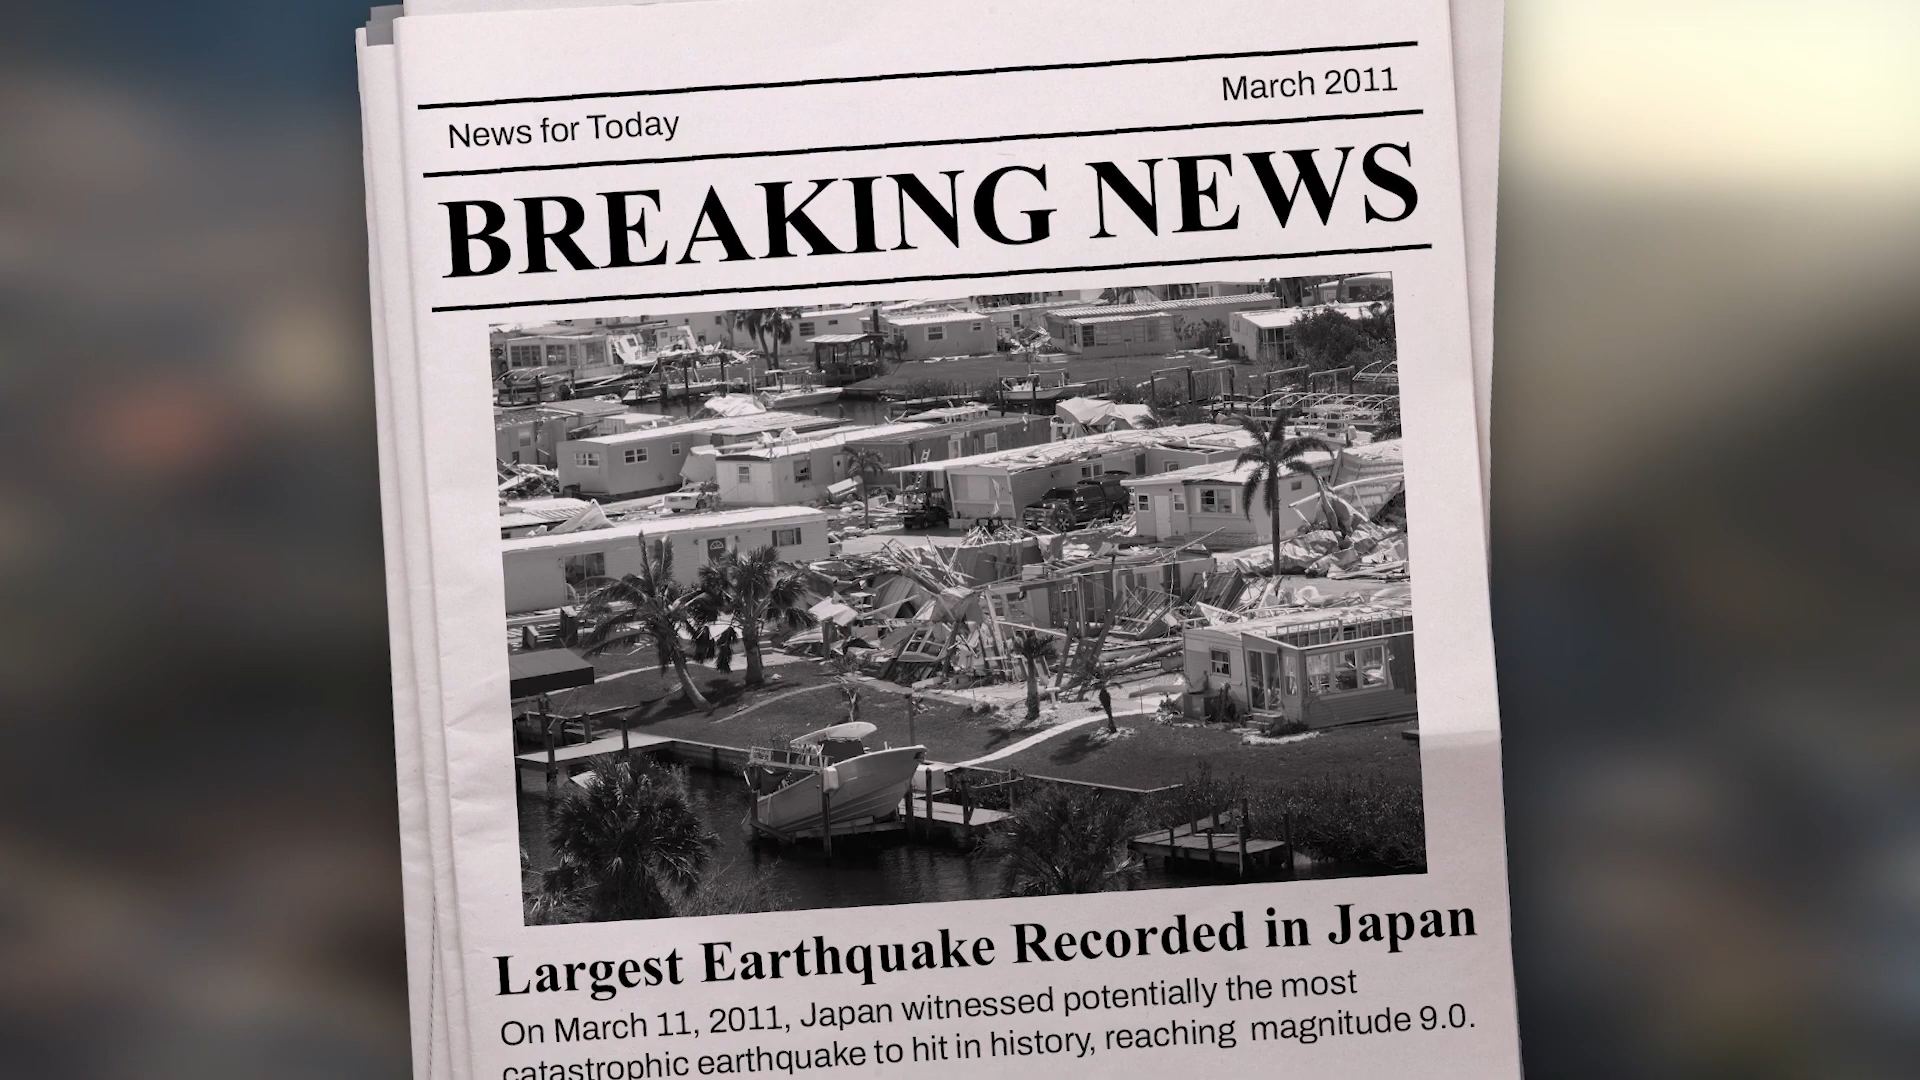 News for Today
March 2011
BREAKING NEWS
Largest Earthquake Recorded in Japan
On March 11, 2011, Japan witnessed potentially the most
catastrophic earthquake to hit in history, reaching magnitude 9.0.